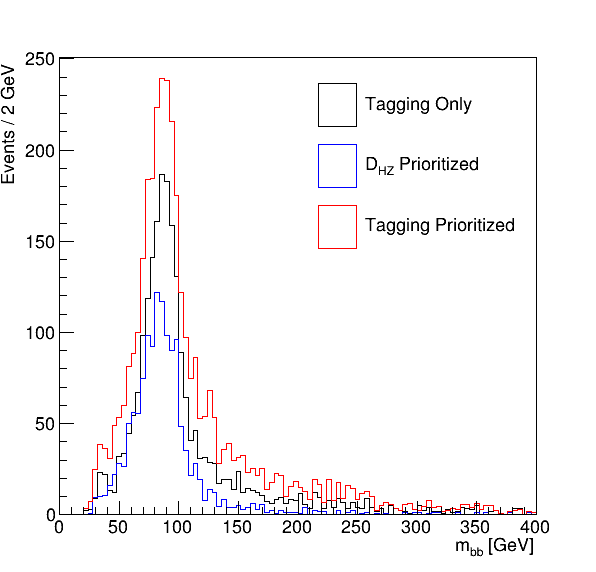 250
200
150
100
50
0
Events / 2 GeV
Tagging Only
D_HZ Prioritized
Tagging Prioritized
0 50 100 150 200 250 300 350 400
m_bb [GeV]